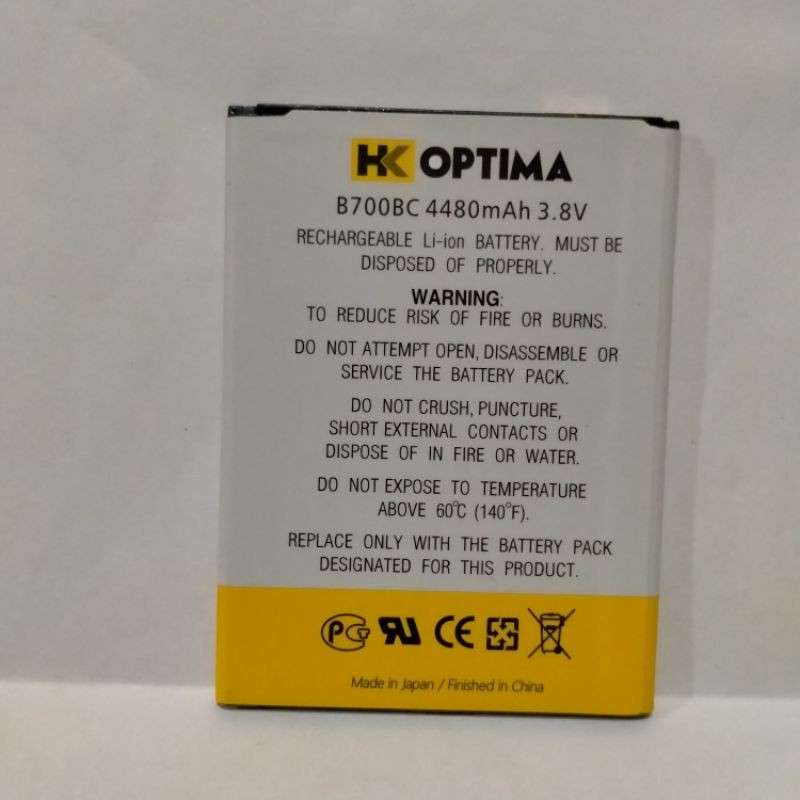 HK OPTIMA
B700BC 4480mAh 3.8V
RECHARGEABLE Li-ion BATTERY. MUST BE
DISPOSED OF PROPERLY.
WARNING:
TO REDUCE RISK OF FIRE OR BURNS.
DO NOT ATTEMPT OPEN, DISASSEMBLE OR
SERVICE THE BATTERY PACK.
DO NOT CRUSH, PUNCTURE,
SHORT EXTERNAL CONTACTS OR
DISPOSE OF IN FIRE OR WATER.
DO NOT EXPOSE TO TEMPERATURE
ABOVE 60°C (140°F).
REPLACE ONLY WITH THE BATTERY PACK
DESIGNATED FOR THIS PRODUCT.
PG RU CE
Made in Japan / Finished in China